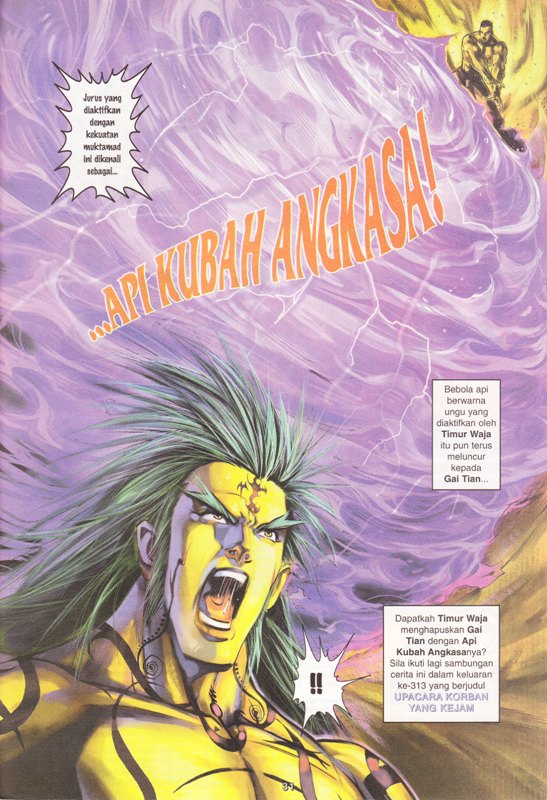 Jurus yang
diaktifkan
dengan
kekuatan
muktamad
ini dikenali
sebagai...
...API KUBAH ANGKASA!
Bebola api
berwarna
ungu yang
diaktifkan oleh
Timur Waja
itu pun terus
meluncur
kepada
Gai Tian...
Dapatkah Timur Waja
menghapuskan Gai
Tian dengan Api
Kubah Angkasanya?
Sila ikuti lagi sambungan
cerita ini dalam keluaran
ke-313 yang berjudul
UPACARA KORBAN
YANG KEJAM
!!
31